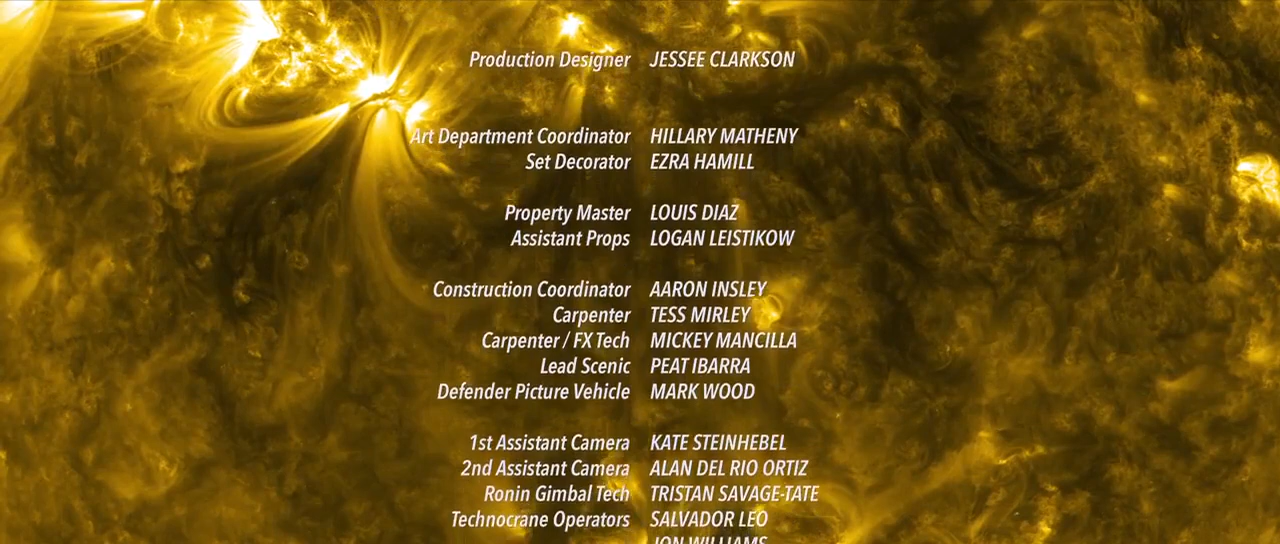 Production Designer JESSEE CLARKSON
Art Department Coordinator HILLARY MATHENY
Set Decorator EZRA HAMILL
Property Master LOUIS DIAZ
Assistant Props LOGAN LEISTIKOW
Construction Coordinator AARON INSLEY
Carpenter TESS MIRLEY
Carpenter / FX Tech MICKEY MANCILLA
Lead Scenic PEAT IBARRA
Defender Picture Vehicle MARK WOOD
1st Assistant Camera KATE STEINHEBEL
2nd Assistant Camera ALAN DEL RIO ORTIZ
Ronin Gimbal Tech TRISTAN SAVAGE-TATE
Technocrane Operators SALVADOR LEO
JON WILLIAMS